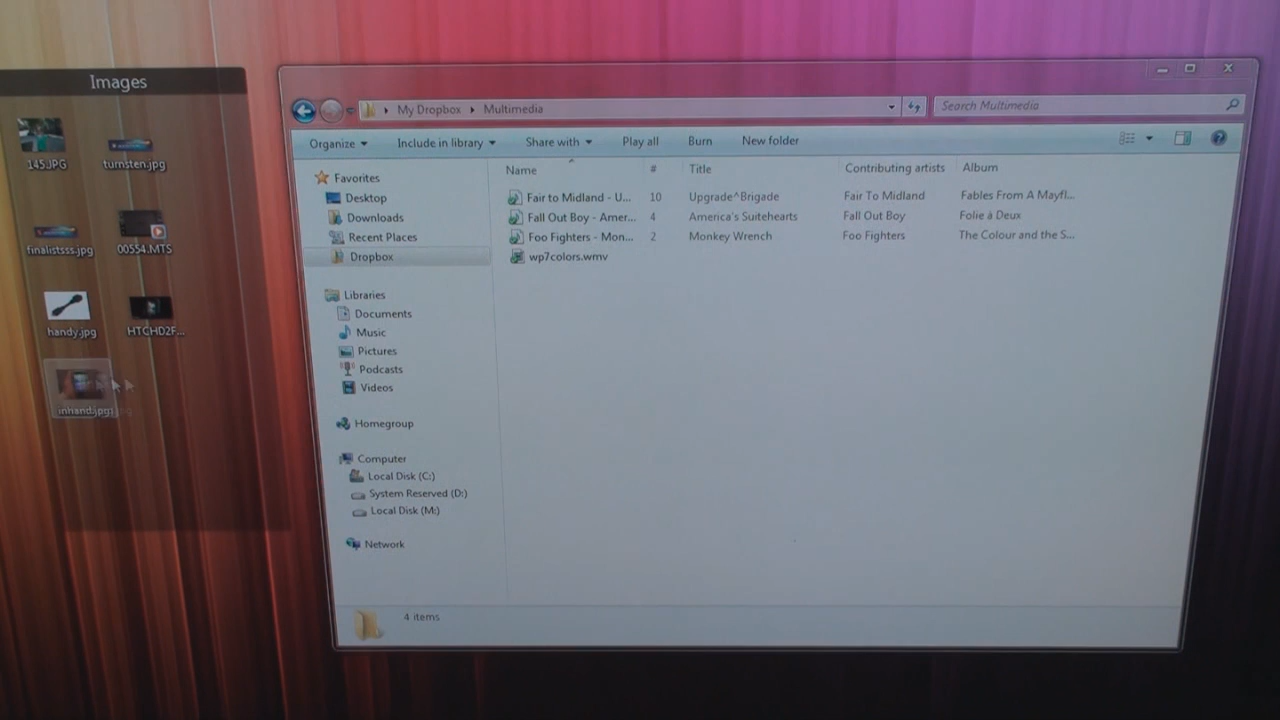 Images
145.JPG
turnsten.jpg
finalistsss.jpg
00554.MTS
handy.jpg
HTCHD2F...
inhand.jpg
My Dropbox Multimedia
Search Multimedia
Organize Include in library Share with Play all Burn New folder
Favorites
Desktop
Downloads
Recent Places
Dropbox
Libraries
Documents
Music
Pictures
Podcasts
Videos
Homegroup
Computer
Local Disk (C:)
System Reserved (D:)
Local Disk (M:)
Network
Name # Title Contributing artists Album
Fair to Midland - U... 10 Upgrade^Brigade Fair To Midland Fables From A Mayfl...
Fall Out Boy - Amer... 4 America's Suitehearts Fall Out Boy Folie à Deux
Foo Fighters - Mon... 2 Monkey Wrench Foo Fighters The Colour and the S...
wp7colors.wmv
4 items